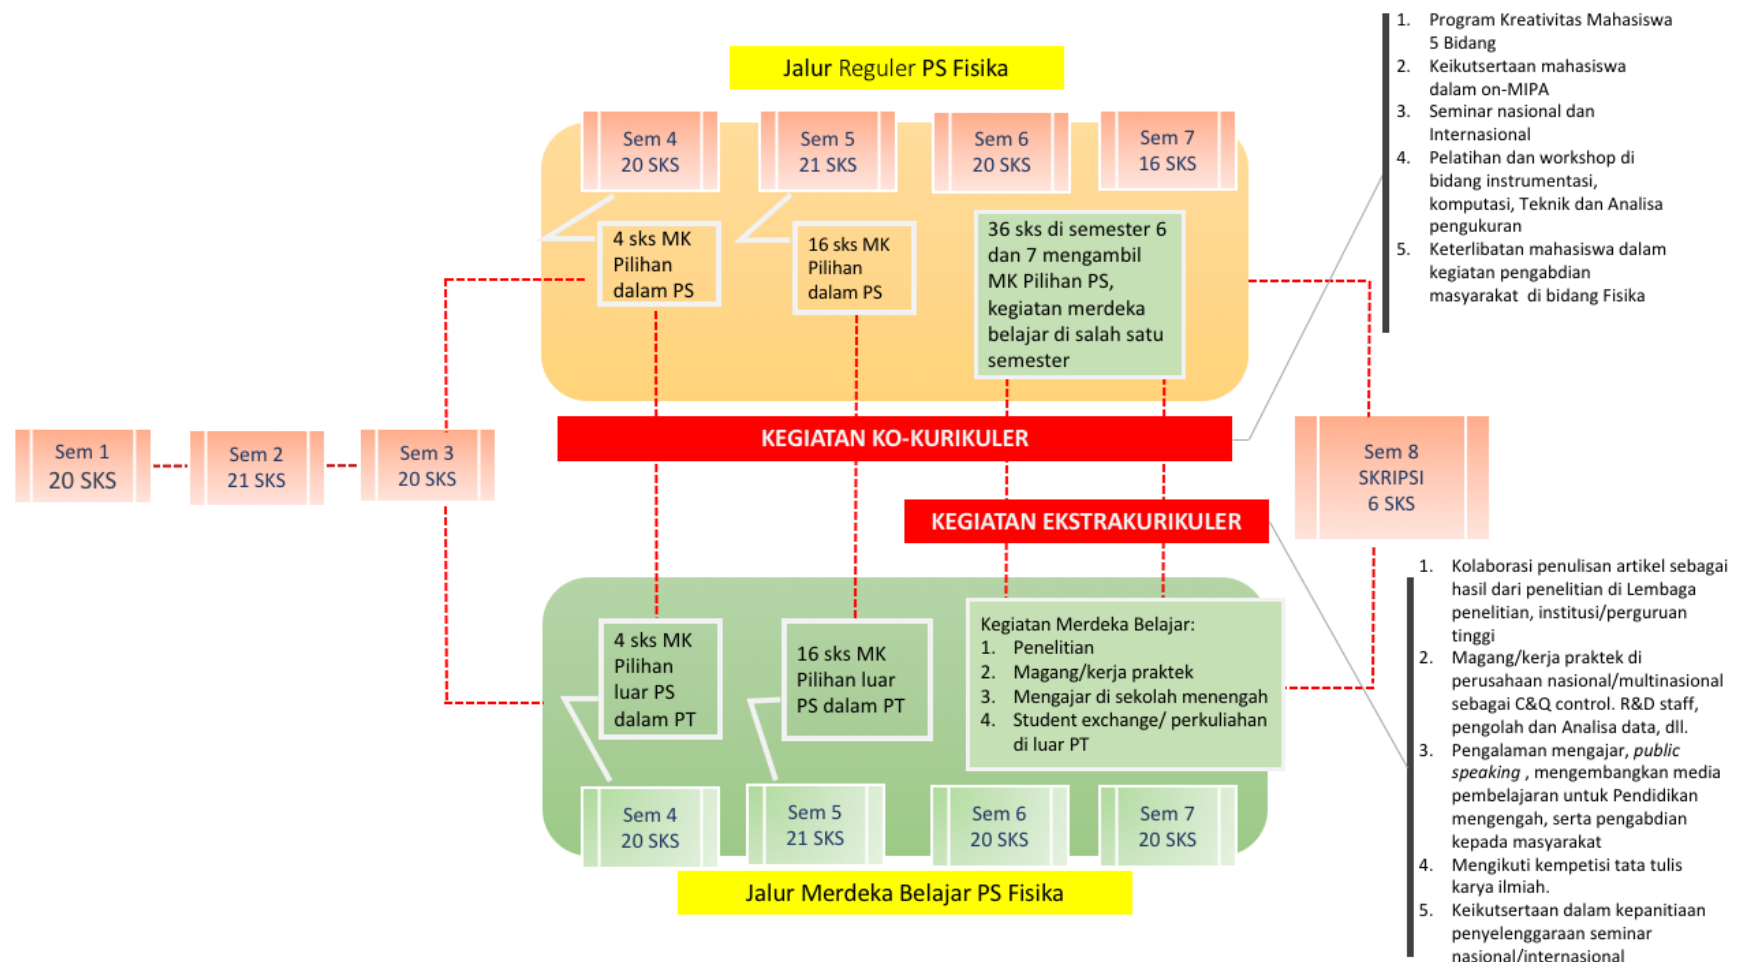 Jalur Reguler PS Fisika
Sem 4
20 SKS
Sem 5
21 SKS
Sem 6
20 SKS
Sem 7
16 SKS
4 sks MK
Pilihan
dalam PS
16 sks MK
Pilihan
dalam PS
36 sks di semester 6
dan 7 mengambil
MK Pilihan PS,
kegiatan merdeka
belajar di salah satu
semester
1. Program Kreativitas Mahasiswa
5 Bidang
2. Keikutsertaan mahasiswa
dalam on-MIPA
3. Seminar nasional dan
Internasional
4. Pelatihan dan workshop di
bidang instrumentasi,
komputasi, Teknik dan Analisa
pengukuran
5. Keterlibatan mahasiswa dalam
kegiatan pengabdian
masyarakat di bidang Fisika
Sem 1
20 SKS
Sem 2
21 SKS
Sem 3
20 SKS
KEGIATAN KO-KURIKULER
KEGIATAN EKSTRAKURIKULER
Sem 8
SKRIPSI
6 SKS
4 sks MK
Pilihan
luar PS
dalam PT
16 sks MK
Pilihan luar
PS dalam PT
Kegiatan Merdeka Belajar:
1. Penelitian
2. Magang/kerja praktek
3. Mengajar di sekolah menengah
4. Student exchange/ perkuliahan
di luar PT
Sem 4
20 SKS
Sem 5
21 SKS
Sem 6
20 SKS
Sem 7
20 SKS
Jalur Merdeka Belajar PS Fisika
1. Kolaborasi penulisan artikel sebagai
hasil dari penelitian di Lembaga
penelitian, institusi/perguruan
tinggi
2. Magang/kerja praktek di
perusahaan nasional/multinasional
sebagai C&Q control. R&D staff,
pengolah dan Analisa data, dll.
3. Pengalaman mengajar, public
speaking , mengembangkan media
pembelajaran untuk Pendidikan
mengengah, serta pengabdian
kepada masyarakat
4. Mengikuti kempetisi tata tulis
karya ilmiah.
5. Keikutsertaan dalam kepanitiaan
penyelenggaraan seminar
nasional/internasional